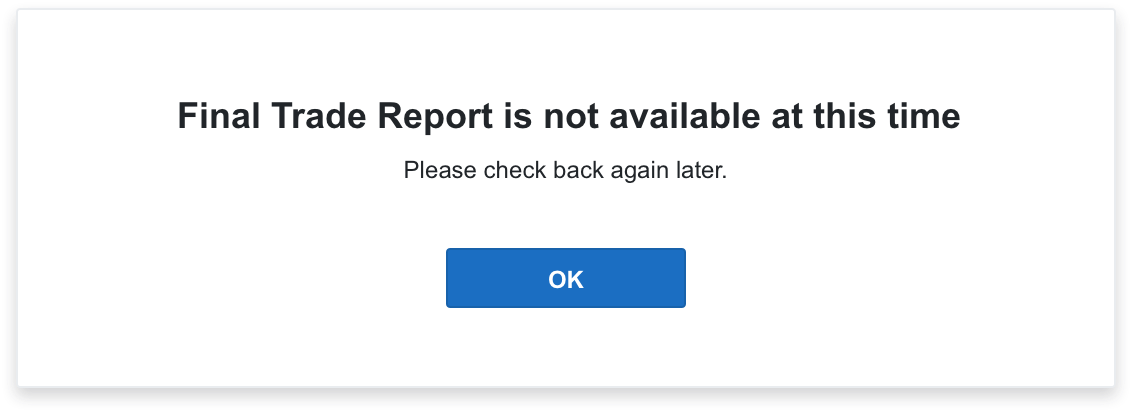 Final Trade Report is not available at this time
Please check back again later.
OK